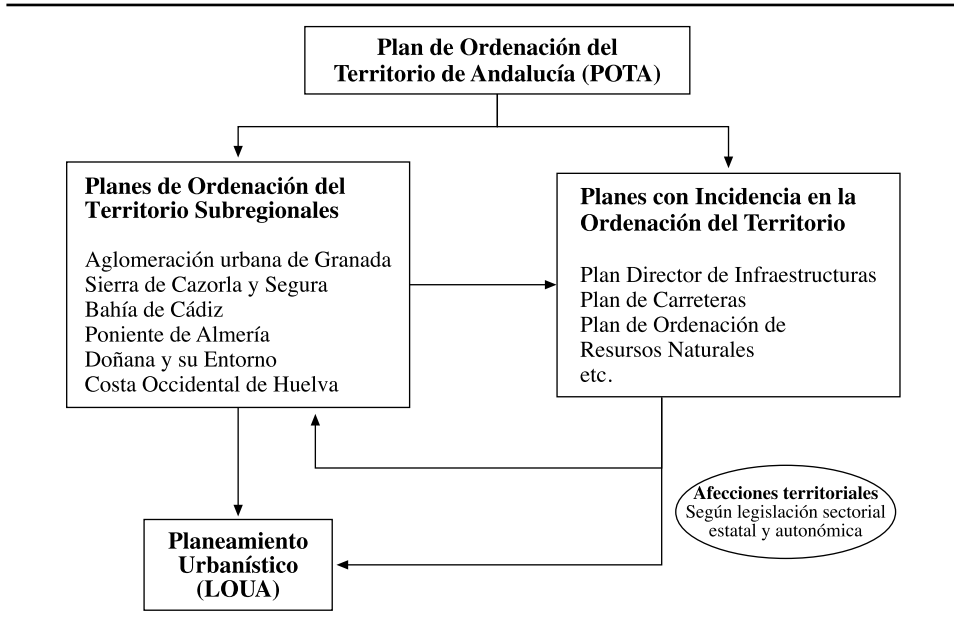 Plan de Ordenación del
Territorio de Andalucía (POTA)
Planes de Ordenación del
Territorio Subregionales
Aglomeración urbana de Granada
Sierra de Cazorla y Segura
Bahía de Cádiz
Poniente de Almería
Doñana y su Entorno
Costa Occidental de Huelva
Planes con Incidencia en la
Ordenación del Territorio
Plan Director de Infraestructuras
Plan de Carreteras
Plan de Ordenación de
Resursos Naturales
etc.
Afecciones territoriales
Según legislación sectorial
estatal y autonómica
Planeamiento
Urbanístico
(LOUA)